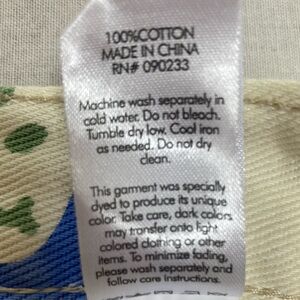 100%COTTON
MADE IN CHINA
RN# 090233
Machine wash separately in
cold water. Do not bleach.
Tumble dry low. Cool iron
as needed. Do not dry
clean.
This garment was specially
dyed to produce its unique
color. Take care, dark colors
may transfer onto light
colored clothing or other
items. To minimize fading,
please wash separately and
follow care instructions.